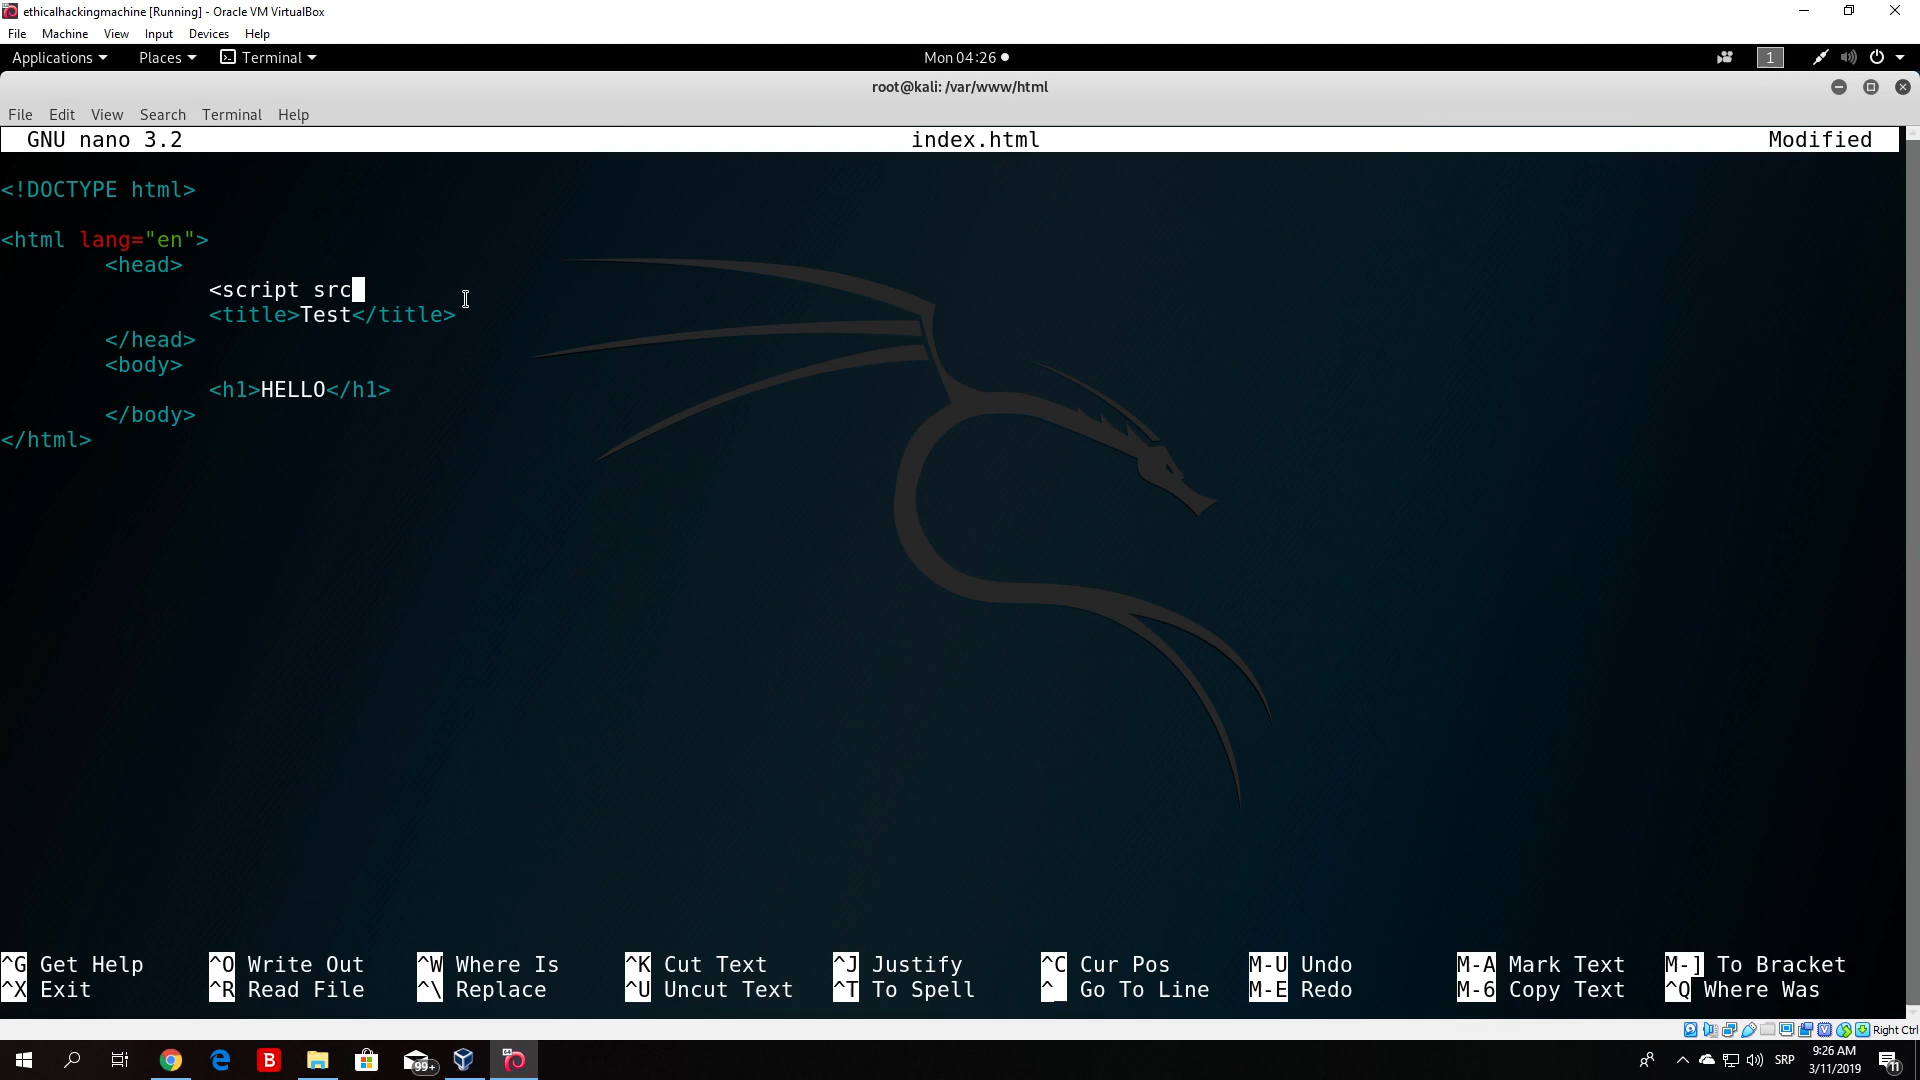 ethicalhackingmachine [Running] - Oracle VM VirtualBox
File Machine View Input Devices Help
Applications Places Terminal Mon 04:26 1
root@kali: /var/www/html
File Edit View Search Terminal Help
GNU nano 3.2 index.html Modified
<!DOCTYPE html>
<html lang="en">
<head>
<script src
<title>Test</title>
</head>
<body>
<h1>HELLO</h1>
</body>
</html>
^G Get Help ^O Write Out ^W Where Is ^K Cut Text ^J Justify ^C Cur Pos M-U Undo M-A Mark Text M-] To Bracket
^X Exit ^R Read File ^\ Replace ^U Uncut Text ^T To Spell ^_ Go To Line M-E Redo M-6 Copy Text ^Q Where Was
Right Ctrl
99+ 64 SRP 9:26 AM
3/11/2019 11